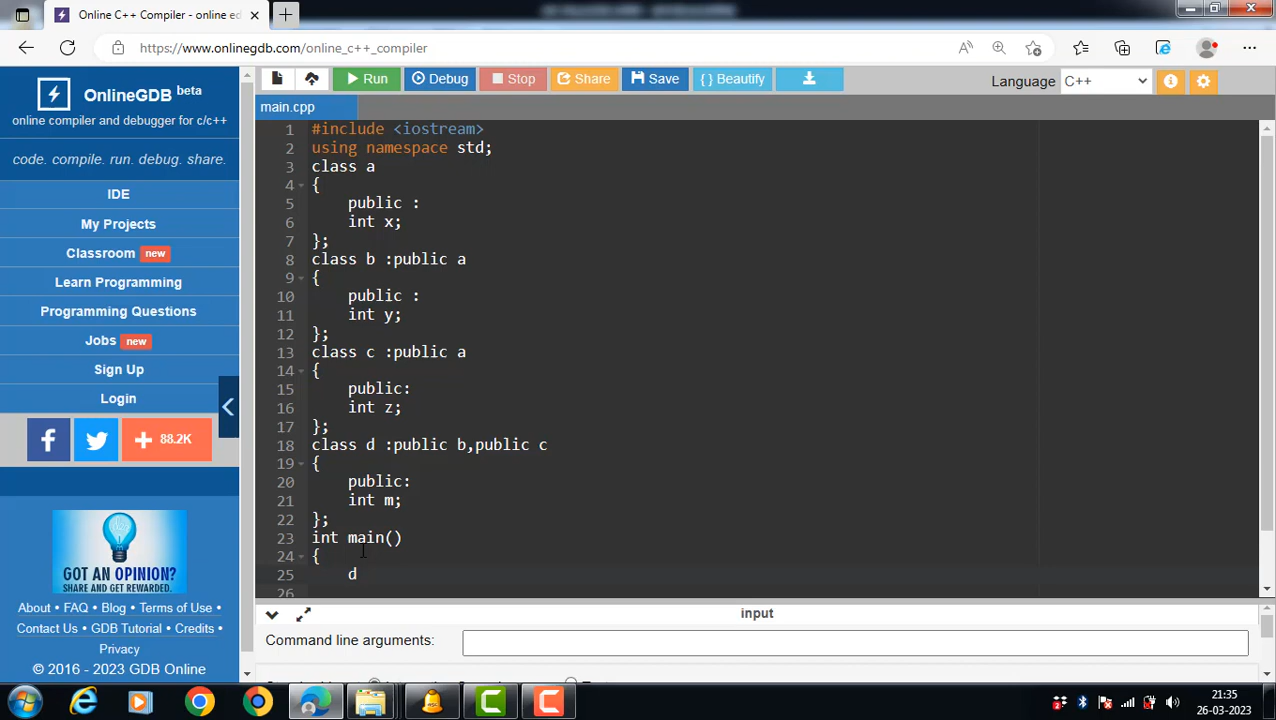 Online C++ Compiler - online ed
https://www.onlinegdb.com/online_c++_compiler
OnlineGDB beta
online compiler and debugger for c/c++
code. compile. run. debug. share.
IDE
My Projects
Classroom new
Learn Programming
Programming Questions
Jobs new
Sign Up
Login
88.2K
GOT AN OPINION?
SHARE AND GET REWARDED.
About • FAQ • Blog • Terms of Use •
Contact Us • GDB Tutorial • Credits •
Privacy
© 2016 - 2023 GDB Online
Run Debug Stop Share Save { } Beautify
Language C++
main.cpp
1 #include <iostream>
2 using namespace std;
3 class a
4 {
5 public :
6 int x;
7 };
8 class b :public a
9 {
10 public :
11 int y;
12 };
13 class c :public a
14 {
15 public:
16 int z;
17 };
18 class d :public b,public c
19 {
20 public:
21 int m;
22 };
23 int main()
24 {
25 d
26
input
Command line arguments:
21:35
26-03-2023